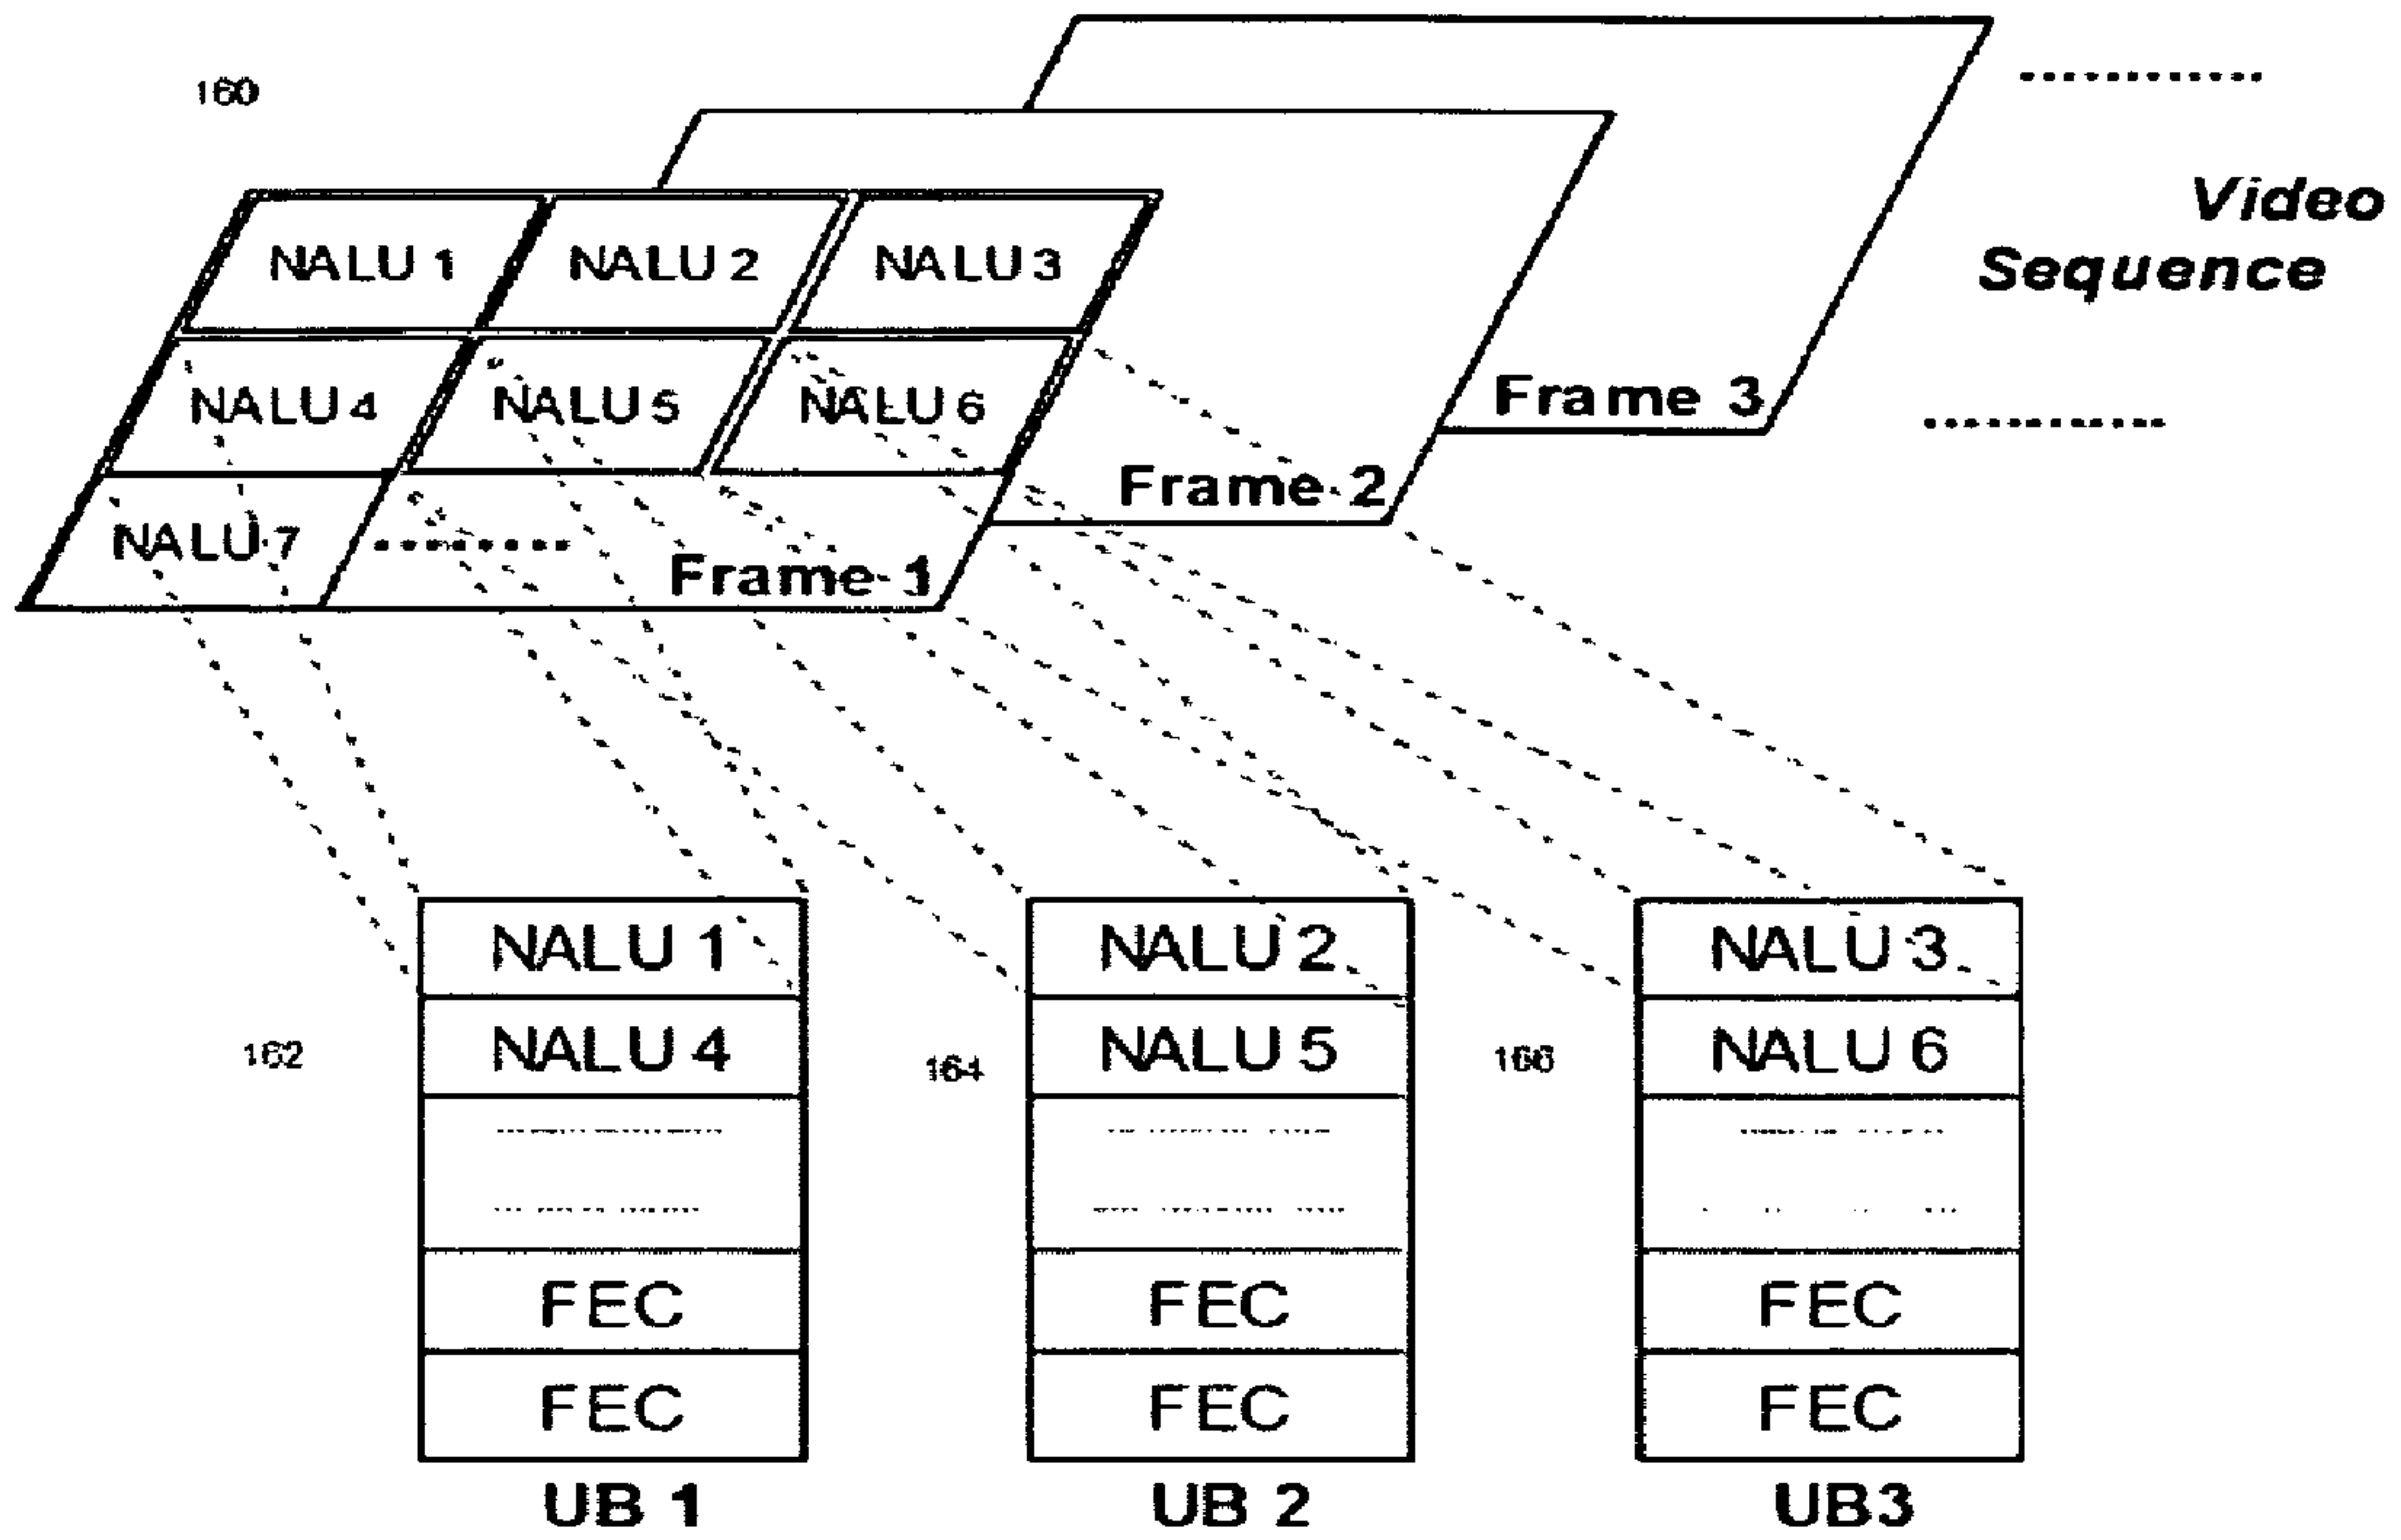 160
Video
Sequence
NALU 1
NALU 2
NALU 3
NALU 4
NALU 5
NALU 6
NALU 7
Frame 1
Frame 2
Frame 3
162
NALU 1
NALU 4
FEC
FEC
UB 1
164
NALU 2
NALU 5
FEC
FEC
UB 2
166
NALU 3
NALU 6
FEC
FEC
UB3